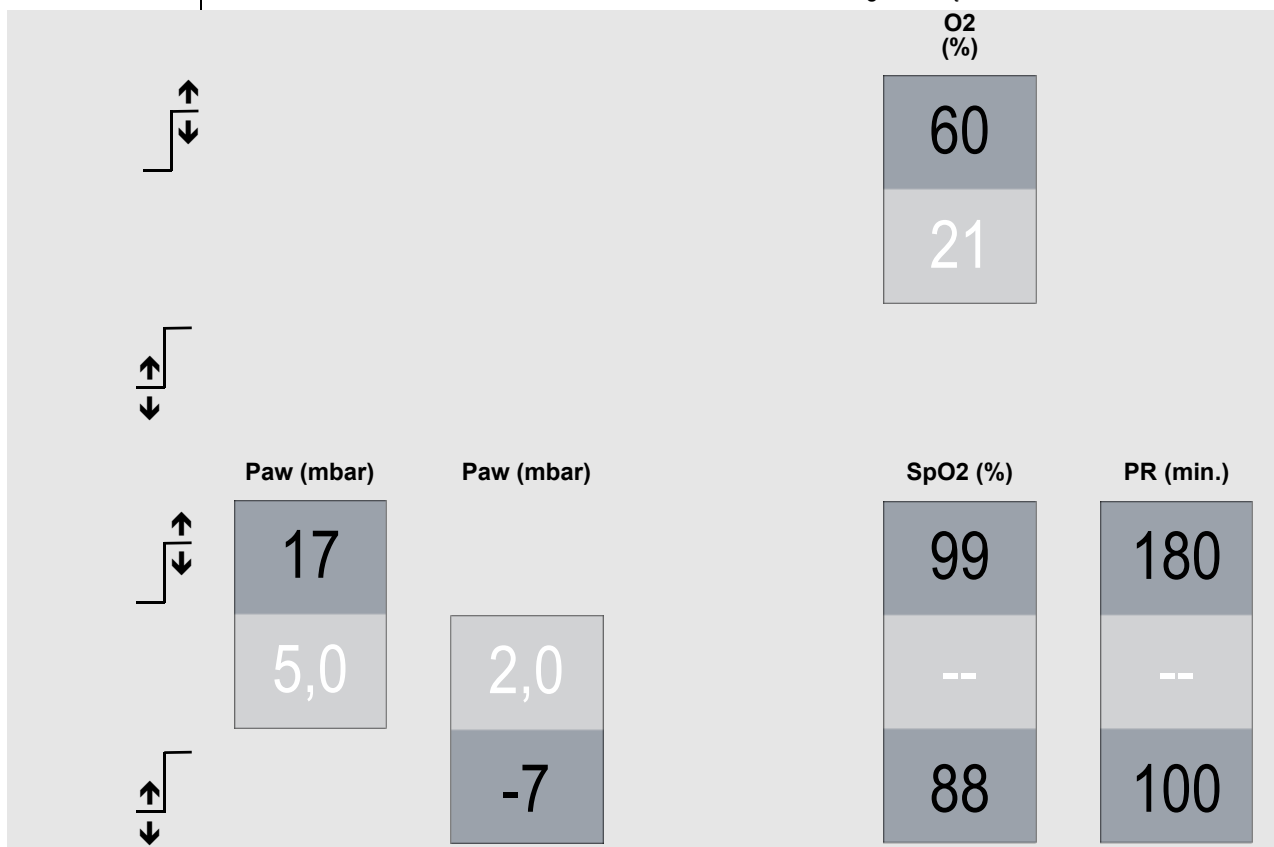 O2
(%)
60
21
Paw (mbar) Paw (mbar) SpO2 (%) PR (min.)
17 99 180
5,0 2,0 -- --
-7 88 100